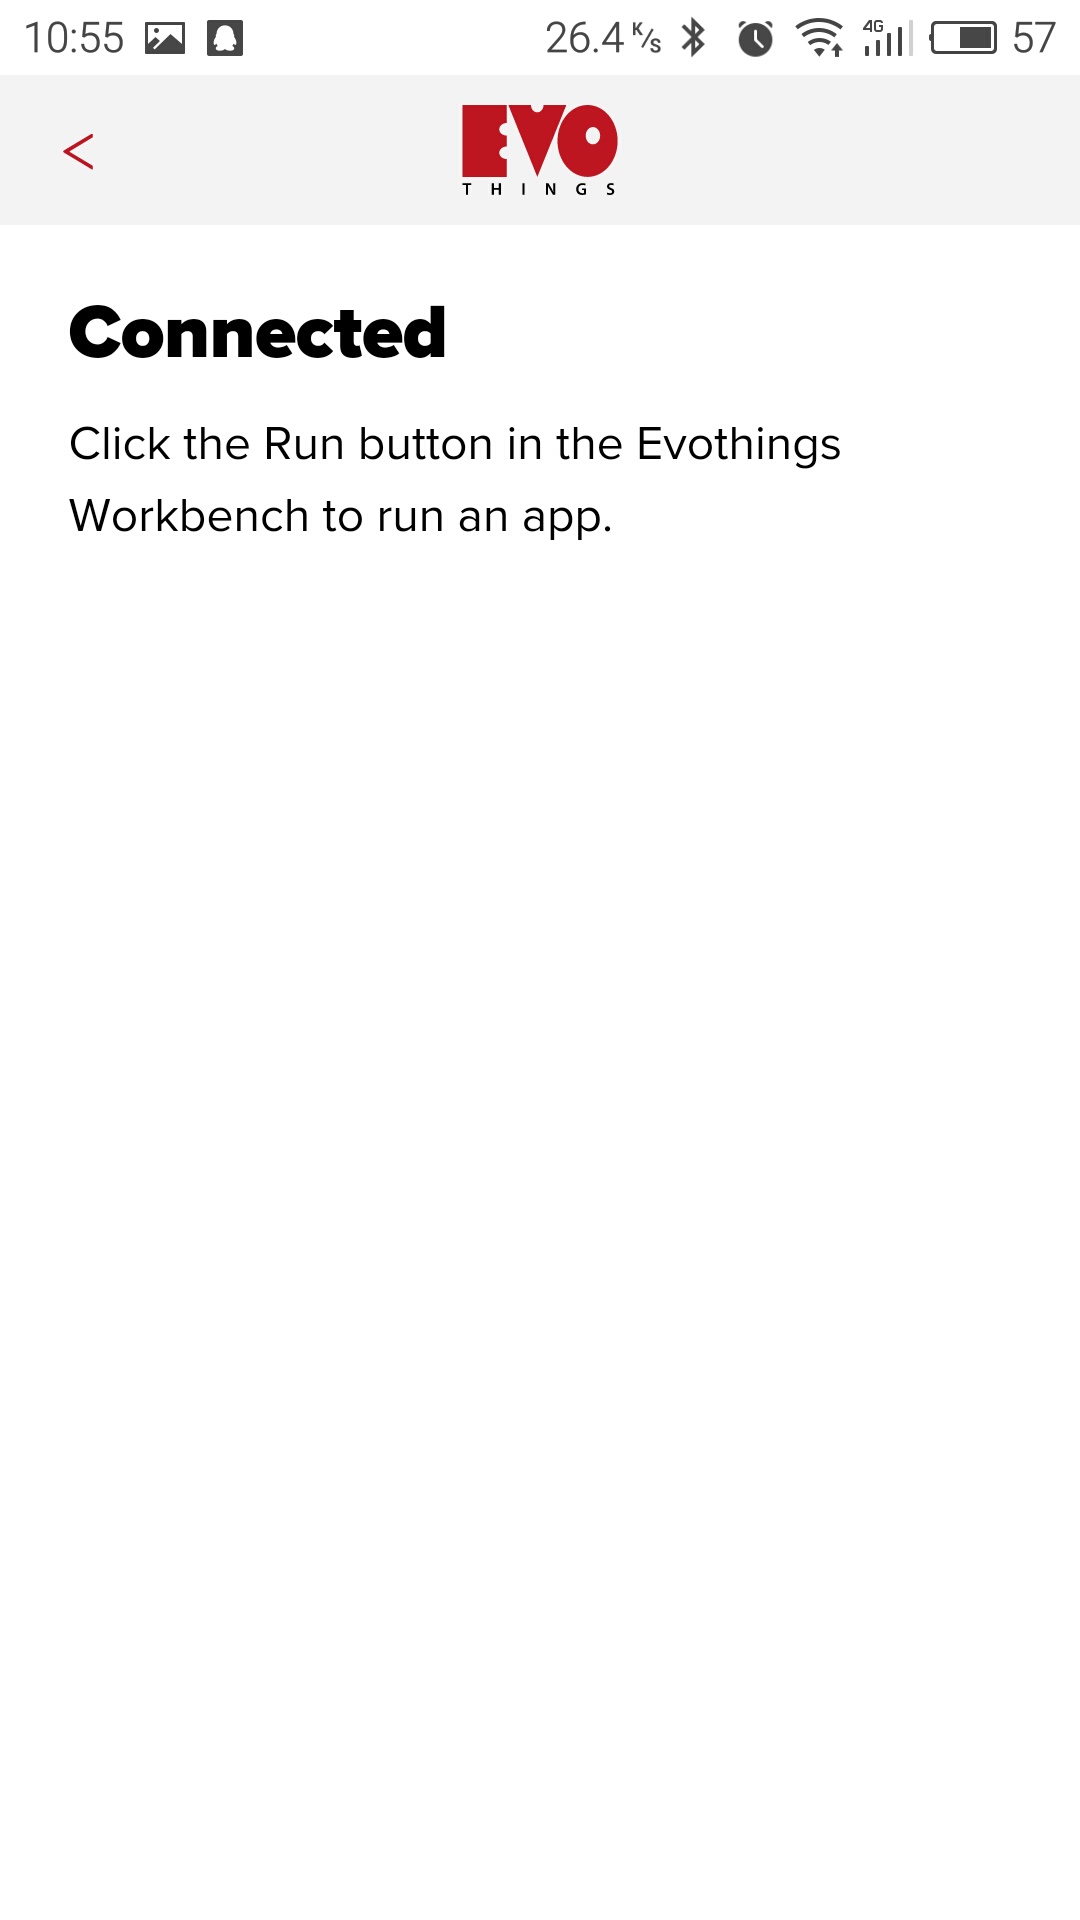 10:55 26.4 K/s 4G 57
<
EVO
THINGS
Connected
Click the Run button in the Evothings
Workbench to run an app.